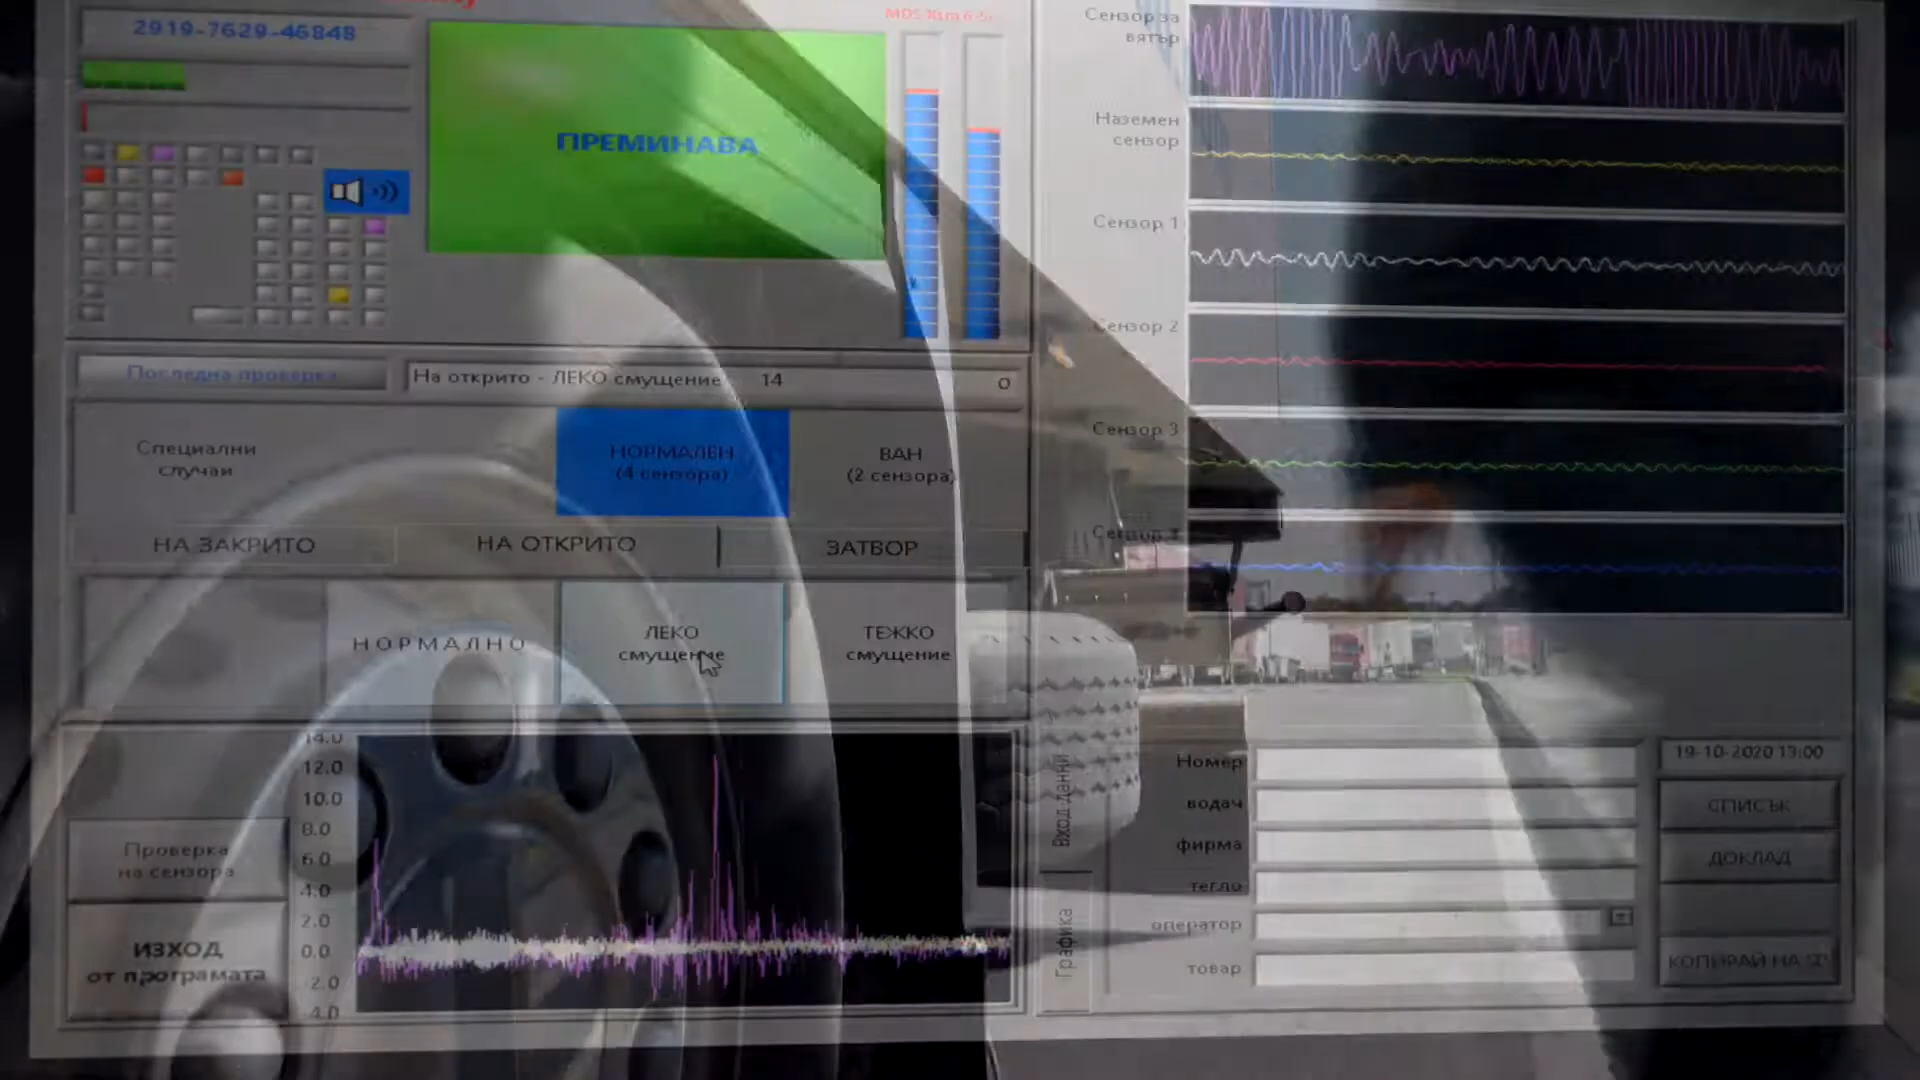 2919-7629-46848
ПРЕМИНАВА
Последна проверка
На открито - ЛЕКО смущение 14 0
Специални
случаи
НОРМАЛЕН
(4 сензора)
ВАН
(2 сензора)
НА ЗАКРИТО
НА ОТКРИТО
ЗАТВОР
НОРМАЛНО
ЛЕКО
смущение
ТЕЖКО
смущение
14.0
12.0
10.0
8.0
6.0
4.0
2.0
0.0
2.0
4.0
Проверка
на сензора
ИЗХОД
от програмата
Сензор за
вятър
Наземен
сензор
Сензор 1
Сензор 2
Сензор 3
Вход данни
Графика
Номер
водач
фирма
тегло
оператор
товар
19-10-2020 13:00
СПИСЪК
ДОКЛАД
КОПИРАЙ НА